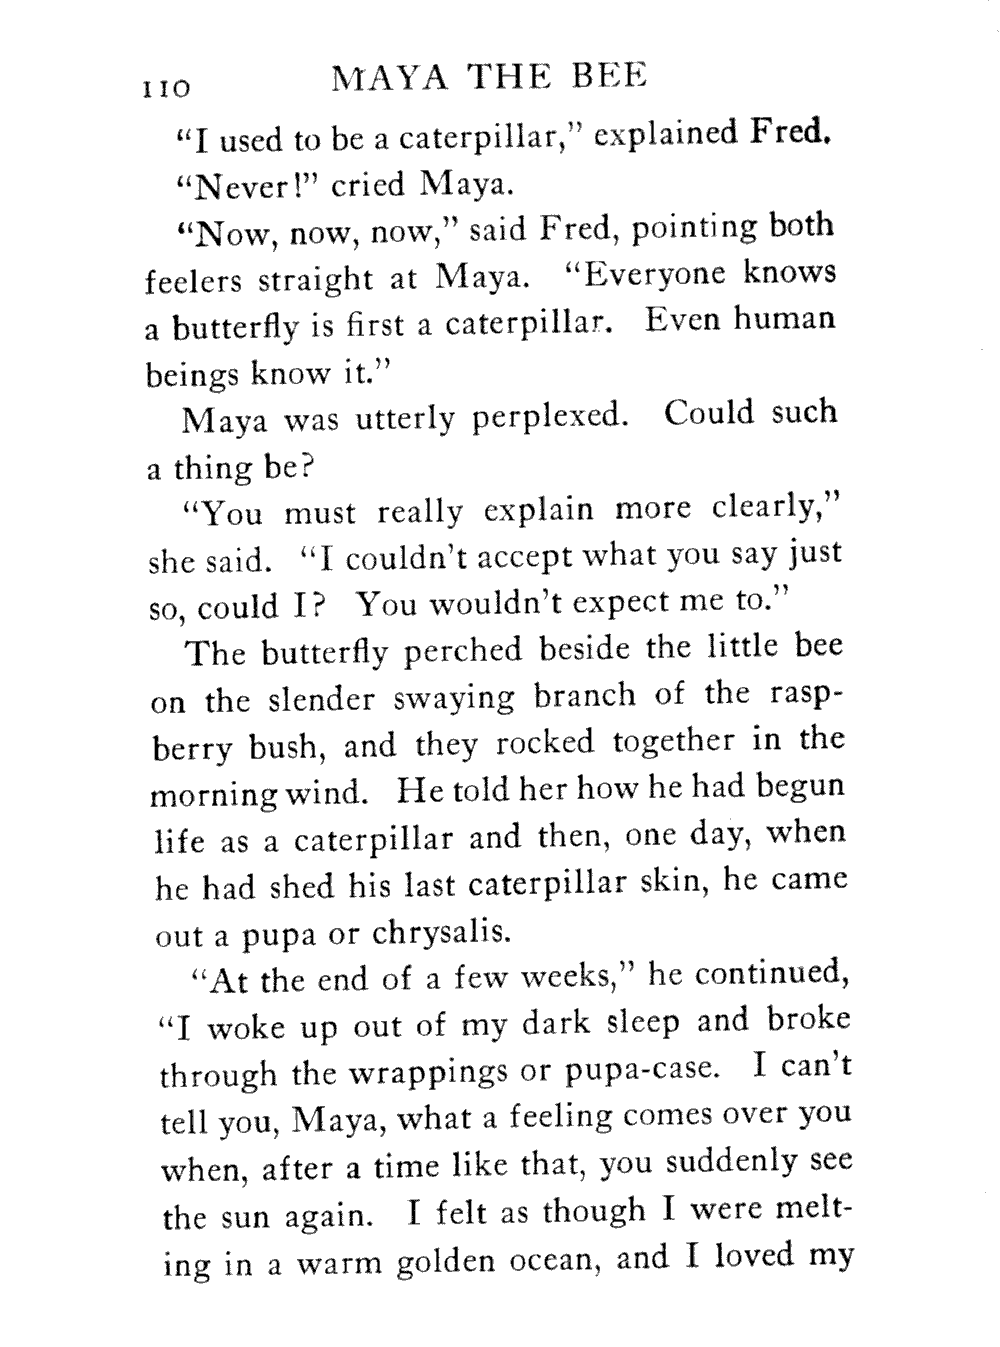 110
MAYA THE BEE
“I used to be a caterpillar,” explained Fred.
“Never!” cried Maya.
“Now, now, now,” said Fred, pointing both
feelers straight at Maya. “Everyone knows
a butterfly is first a caterpillar. Even human
beings know it.”
Maya was utterly perplexed. Could such
a thing be?
“You must really explain more clearly,”
she said. “I couldn’t accept what you say just
so, could I? You wouldn’t expect me to.”
The butterfly perched beside the little bee
on the slender swaying branch of the rasp-
berry bush, and they rocked together in the
morning wind. He told her how he had begun
life as a caterpillar and then, one day, when
he had shed his last caterpillar skin, he came
out a pupa or chrysalis.
“At the end of a few weeks,” he continued,
“I woke up out of my dark sleep and broke
through the wrappings or pupa-case. I can’t
tell you, Maya, what a feeling comes over you
when, after a time like that, you suddenly see
the sun again. I felt as though I were melt-
ing in a warm golden ocean, and I loved my